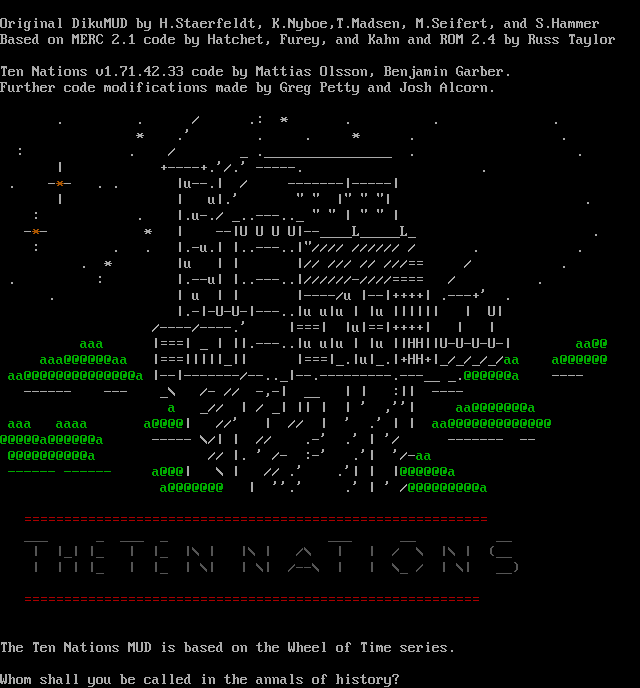 Original DikuMUD by H.Staerfeldt, K.Nyboe,T.Madsen, M.Seifert, and S.Hammer
Based on MERC 2.1 code by Hatchet, Furey, and Kahn and ROM 2.4 by Russ Taylor
Ten Nations v1.71.42.33 code by Mattias Olsson, Benjamin Garber.
Further code modifications made by Greg Petty and Josh Alcorn.
THE TEN NATIONS
The Ten Nations MUD is based on the Wheel of Time series.
Whom shall you be called in the annals of history?